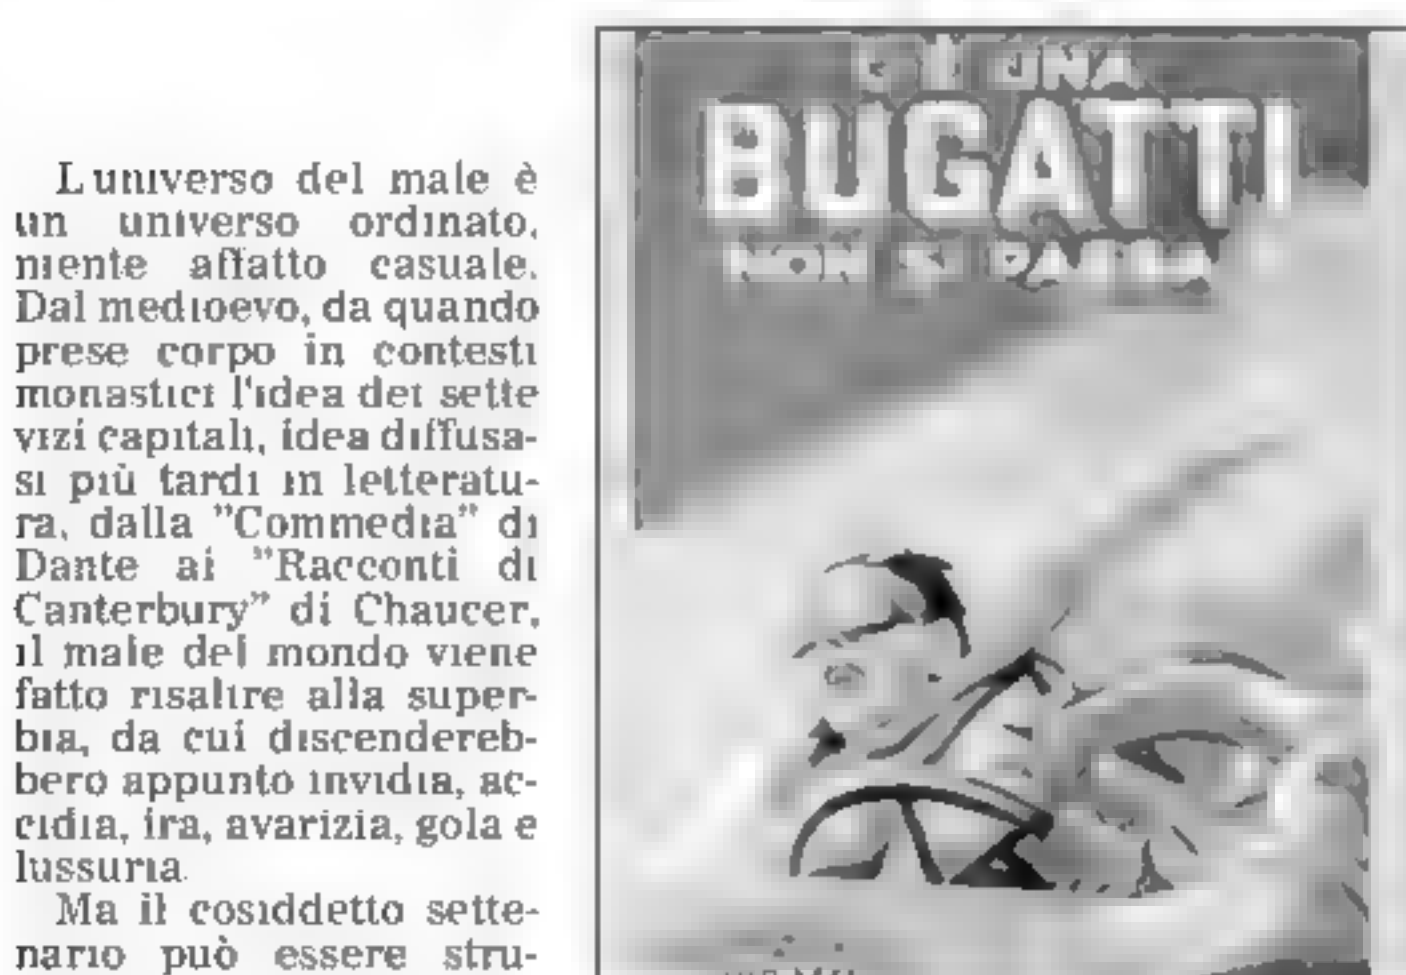 L'universo del male è
un universo ordinato,
niente affatto casuale.
Dal medioevo, da quando
prese corpo in contesti
monastici l'idea dei sette
vizi capitali, idea diffusa-
si più tardi in letteratu-
ra, dalla "Commedia" di
Dante ai "Racconti di
Canterbury" di Chaucer,
il male del mondo viene
fatto risalire alla super-
bia, da cui discendereb-
bero appunto invidia, ac-
cidia, ira, avarizia, gola e
lussuria.
Ma il cosiddetto sette-
nario può essere stru-
UNA
BUGATTI
NON SI